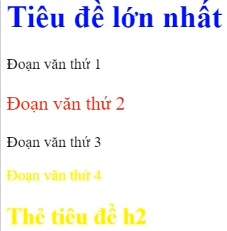 Tiêu đề lớn nhất
Đoạn văn thứ 1
Đoạn văn thứ 2
Đoạn văn thứ 3
Đoạn văn thứ 4
Thẻ tiêu đề h2